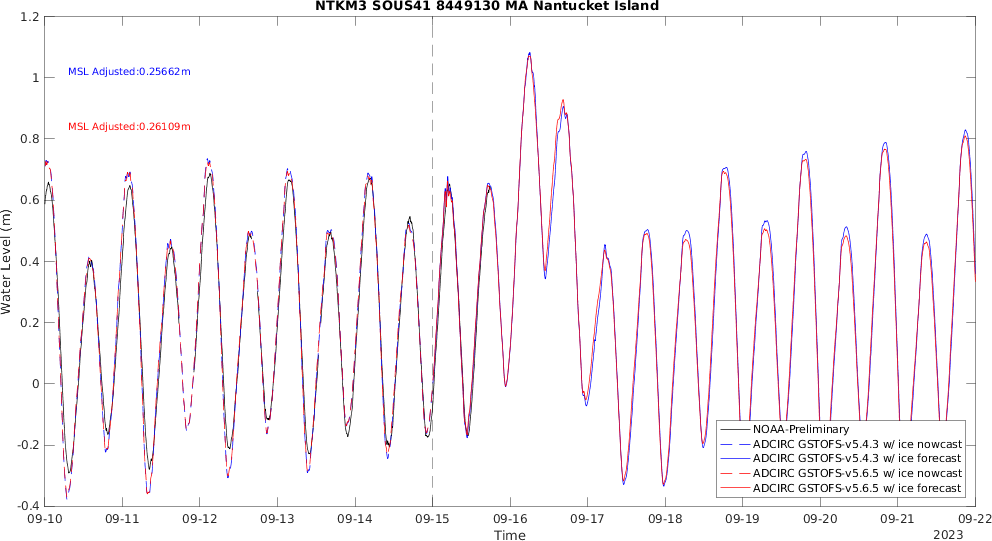 NTKM3 SOUS41 8449130 MA Nantucket Island
MSL Adjusted:0.25662m
MSL Adjusted:0.26109m
Water Level (m)
1.2
1
0.8
0.6
0.4
0.2
0
-0.2
-0.4
NOAA-Preliminary
ADCIRC GSTOFS-v5.4.3 w/ ice nowcast
ADCIRC GSTOFS-v5.4.3 w/ ice forecast
ADCIRC GSTOFS-v5.6.5 w/ ice nowcast
ADCIRC GSTOFS-v5.6.5 w/ ice forecast
09-10 09-11 09-12 09-13 09-14 09-15 09-16 09-17 09-18 09-19 09-20 09-21 09-22
Time
2023